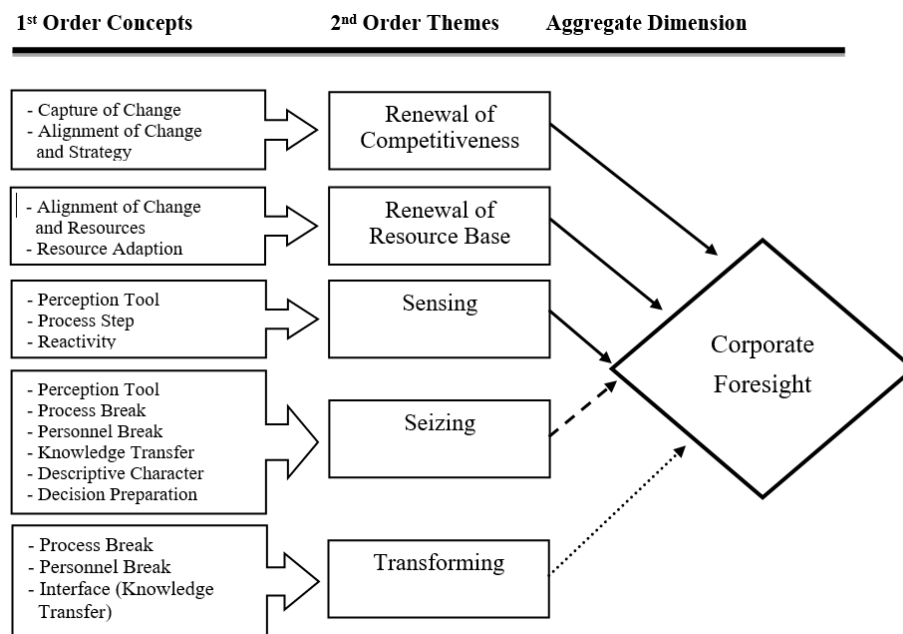 1st Order Concepts
2nd Order Themes
Aggregate Dimension
- Capture of Change
- Alignment of Change
and Strategy
Renewal of
Competitiveness
- Alignment of Change
and Resources
- Resource Adaption
Renewal of
Resource Base
- Perception Tool
- Process Step
- Reactivity
Sensing
- Perception Tool
- Process Break
- Personnel Break
- Knowledge Transfer
- Descriptive Character
- Decision Preparation
Seizing
- Process Break
- Personnel Break
- Interface (Knowledge
Transfer)
Transforming
Corporate
Foresight